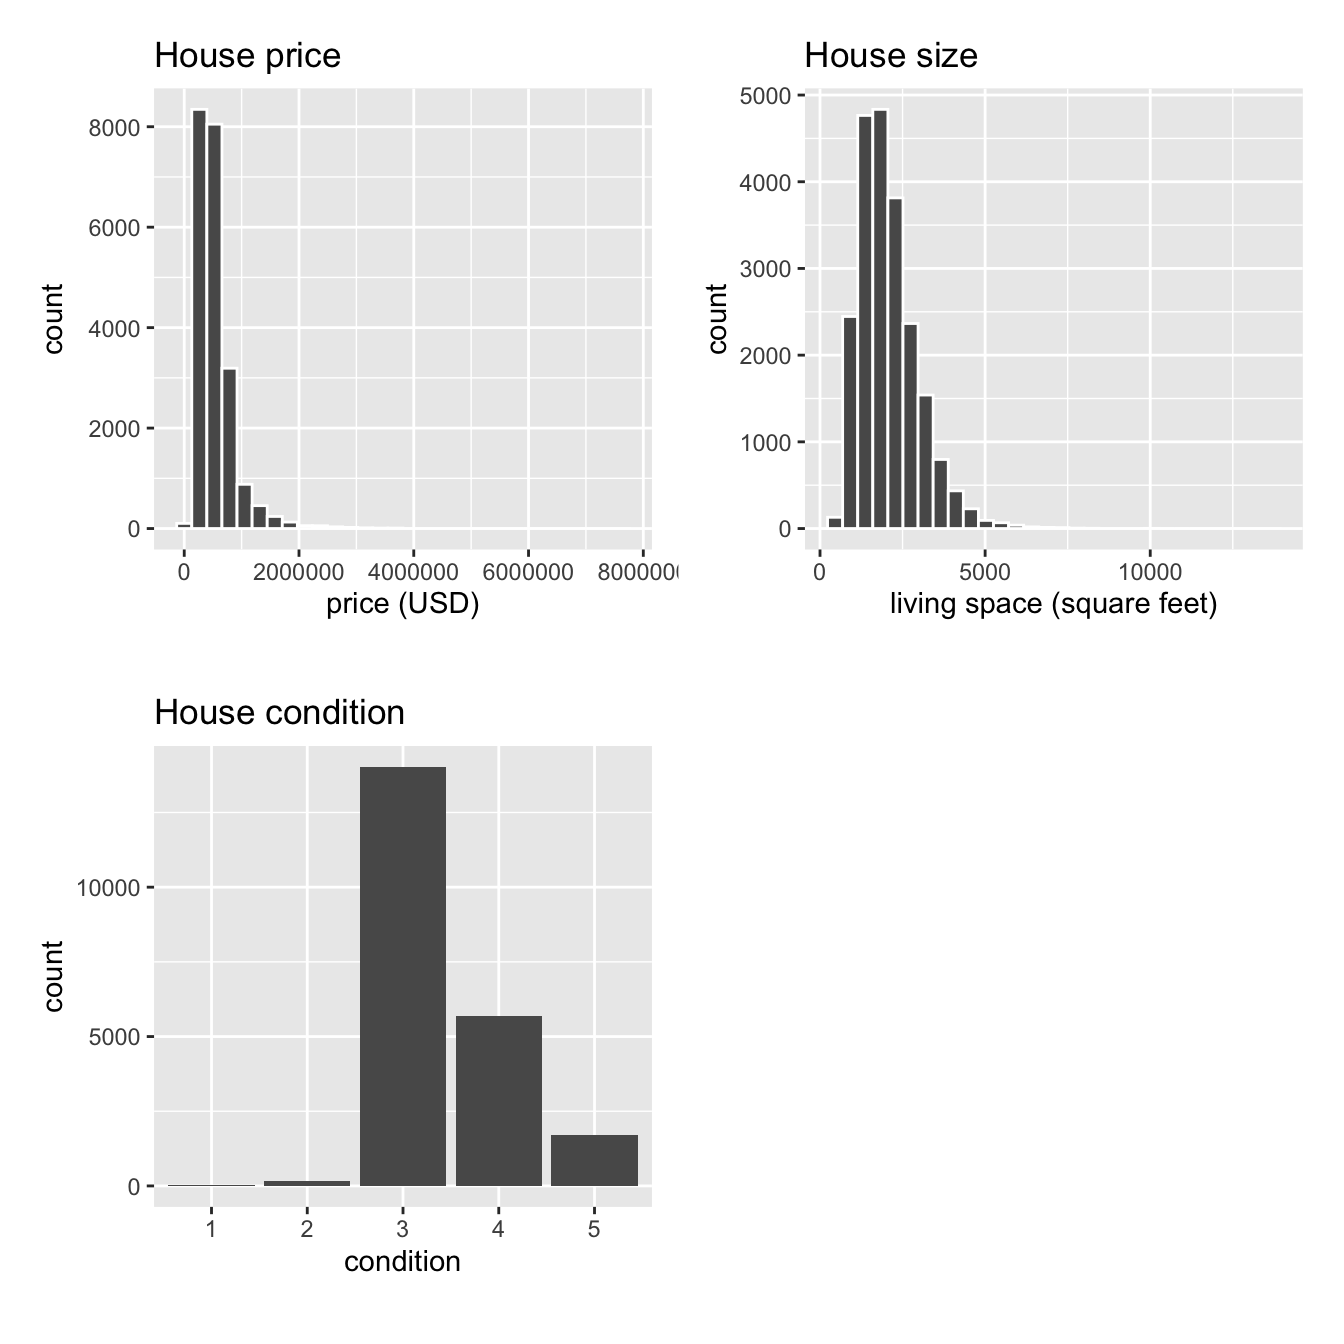 House price
8000
6000
4000
2000
0
count
0 2000000 4000000 6000000 8000000
price (USD)
House size
5000
4000
3000
2000
1000
0
count
0 5000 10000
living space (square feet)
House condition
10000
5000
0
count
1 2 3 4 5
condition